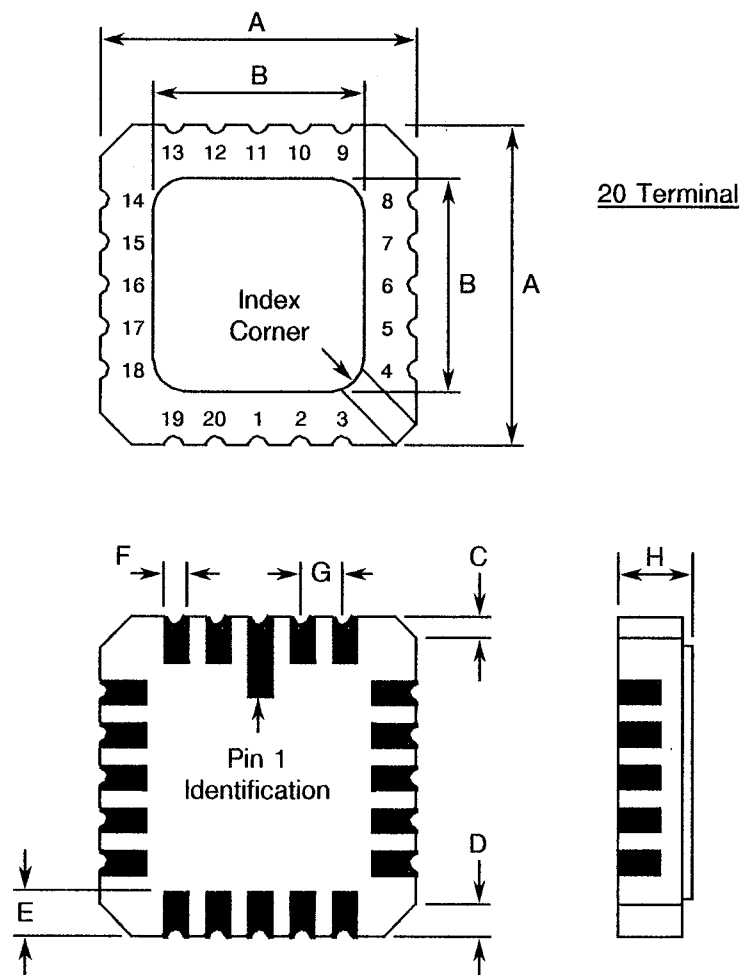 A
B
13 12 11 10 9
20 Terminal
14 8
15 7
16 6
17 5
18 4
B A
Index
Corner
19 20 1 2 3
F G C H
Pin 1
Identification
D
E